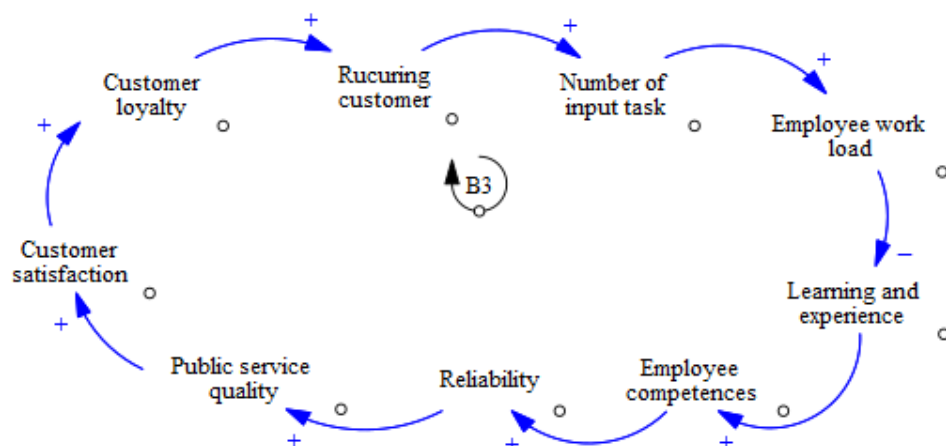 Customer
loyalty
Rucuring
customer
Number of
input task
Employee work
load
Learning and
experience
Employee
competences
Reliability
Public service
quality
Customer
satisfaction
B3
+
+
+
+
−
+
+
+
+